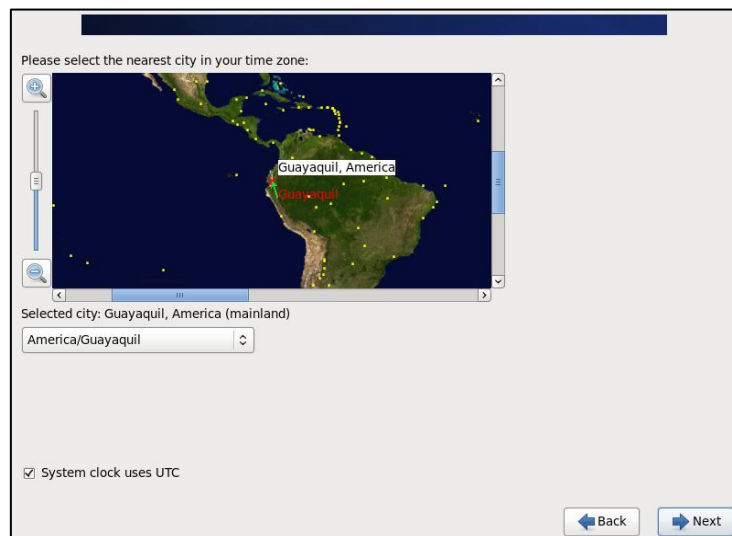 Please select the nearest city in your time zone:
Guayaquil, America
Guayaquil
Selected city: Guayaquil, America (mainland)
America/Guayaquil
System clock uses UTC
Back
Next